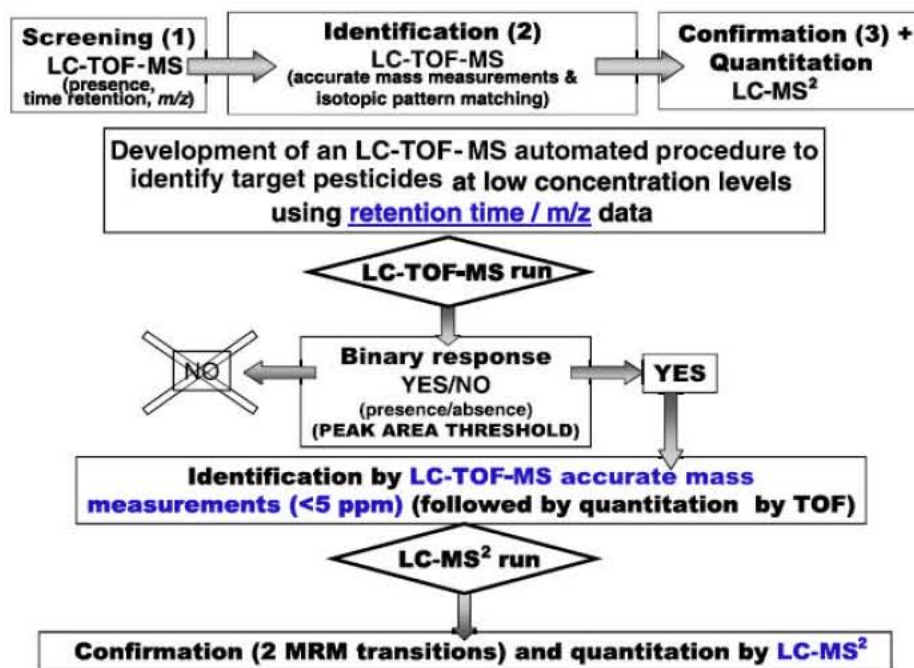 Screening (1)
LC-TOF-MS
(presence,
time retention, m/z)
Identification (2)
LC-TOF-MS
(accurate mass measurements &
isotopic pattern matching)
Confirmation (3) +
Quantitation
LC-MS²
Development of an LC-TOF-MS automated procedure to
identify target pesticides at low concentration levels
using retention time / m/z data
LC-TOF-MS run
NO
Binary response
YES/NO
(presence/absence)
(PEAK AREA THRESHOLD)
YES
Identification by LC-TOF-MS accurate mass
measurements (<5 ppm) (followed by quantitation by TOF)
LC-MS² run
Confirmation (2 MRM transitions) and quantitation by LC-MS²